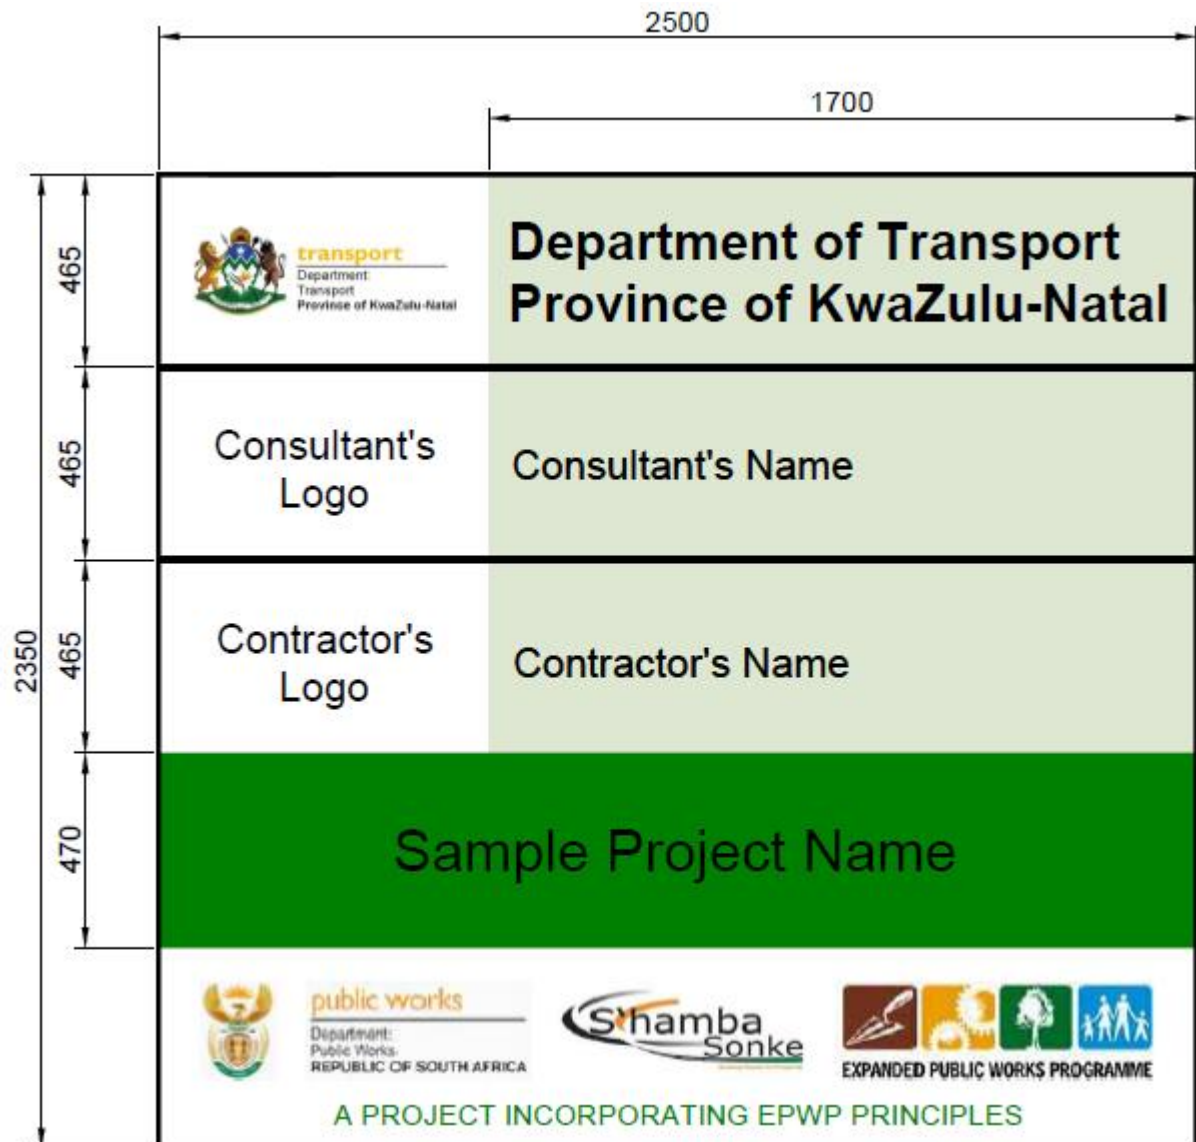 2500
1700
465
transport
Department
Transport
Province of KwaZulu-Natal
Department of Transport
Province of KwaZulu-Natal
465
Consultant's
Logo
Consultant's Name
2350
465
Contractor's
Logo
Contractor's Name
470
Sample Project Name
public works
Department:
Public Works
REPUBLIC OF SOUTH AFRICA
S'hamba
Sonke
EXPANDED PUBLIC WORKS PROGRAMME
A PROJECT INCORPORATING EPWP PRINCIPLES